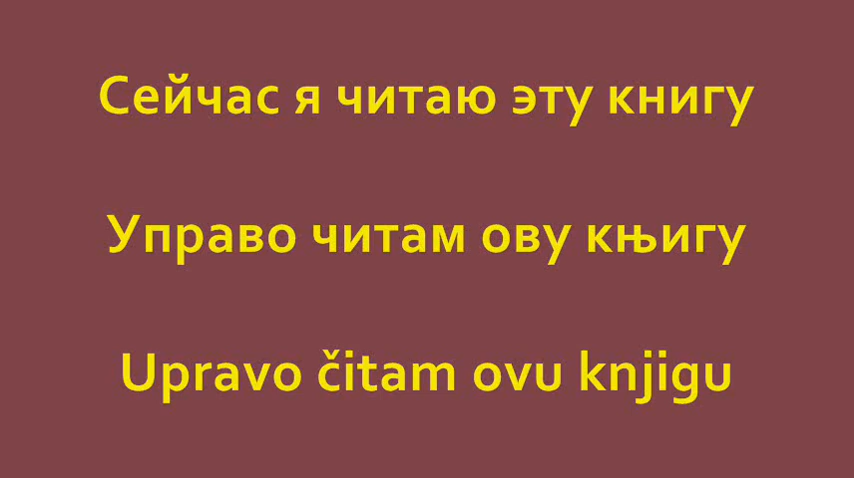 Сейчас я читаю эту книгу
Управо читам ову књигу
Upravo čitam ovu knjigu